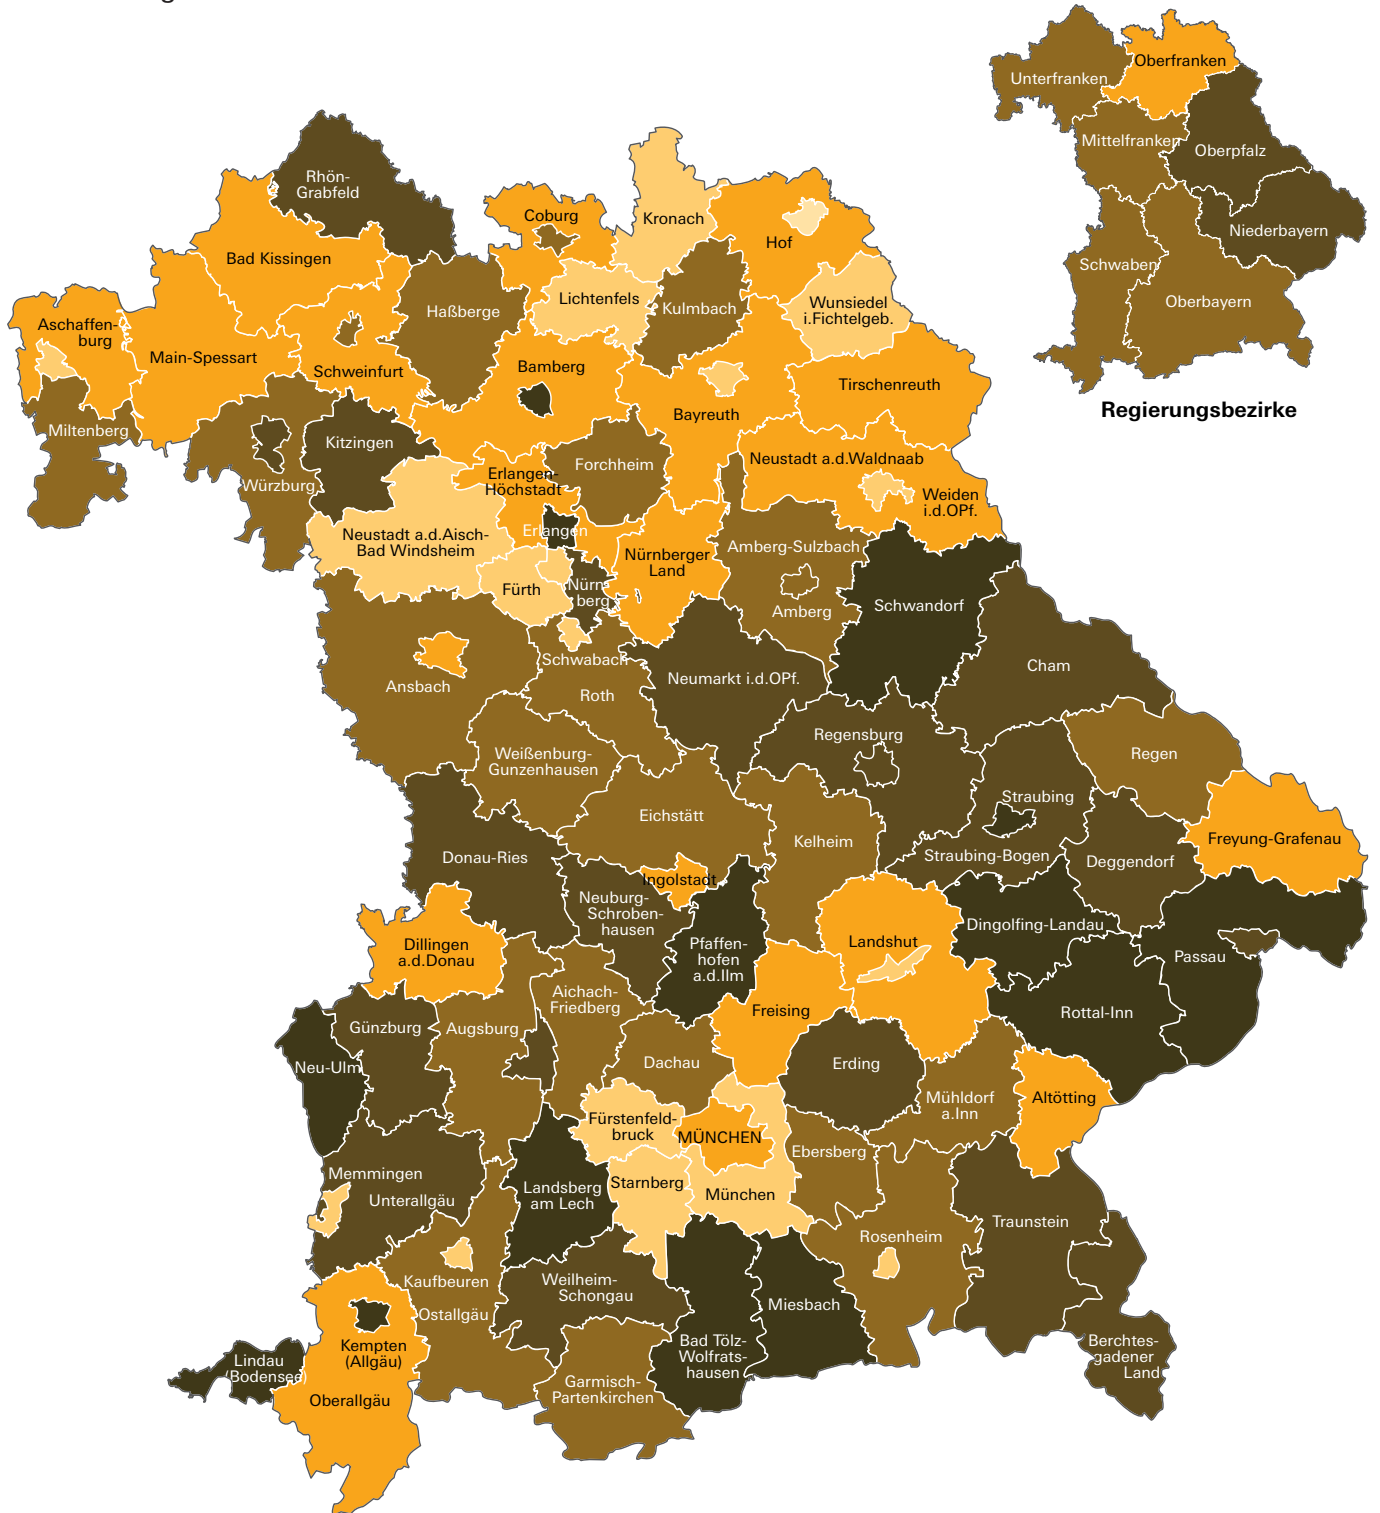 Oberfranken
Unterfranken
Mittelfranken
Oberpfalz
Niederbayern
Schwaben
Oberbayern
Regierungsbezirke
Rhön-
Grabfeld
Coburg
Kronach
Hof
Bad Kissingen
Lichtenfels
Wunsiedel
i.Fichtelgeb.
Haßberge
Kulmbach
Aschaffen-
burg
Main-Spessart
Schweinfurt
Bamberg
Tirschenreuth
Bayreuth
Miltenberg
Kitzingen
Neustadt a.d.Waldnaab
Forchheim
Erlangen-
Höchstadt
Würzburg
Weiden
i.d.OPf.
Erlangen
Neustadt a.d.Aisch-
Bad Windsheim
Nürnberger
Land
Amberg-Sulzbach
Fürth
Nürn-
berg
Amberg
Schwandorf
Schwabach
Cham
Ansbach
Roth
Neumarkt i.d.OPf.
Regensburg
Weißenburg-
Gunzenhausen
Regen
Straubing
Eichstätt
Kelheim
Freyung-Grafenau
Donau-Ries
Straubing-Bogen
Deggendorf
Ingolstadt
Neuburg-
Schroben-
hausen
Dingolfing-Landau
Dillingen
a.d.Donau
Pfaffen-
hofen
a.d.Ilm
Landshut
Passau
Aichach-
Friedberg
Freising
Rottal-Inn
Günzburg
Augsburg
Neu-Ulm
Dachau
Erding
Mühldorf
a.Inn
Altötting
Fürstenfeld-
bruck
MÜNCHEN
Ebersberg
Memmingen
Unterallgäu
Landsberg
am Lech
Starnberg
München
Traunstein
Rosenheim
Kaufbeuren
Weilheim-
Schongau
Ostallgäu
Miesbach
Kempten
(Allgäu)
Bad Tölz-
Wolfrats-
hausen
Berchtes-
gadener
Land
Lindau
(Bodensee)
Garmisch-
Partenkirchen
Oberallgäu